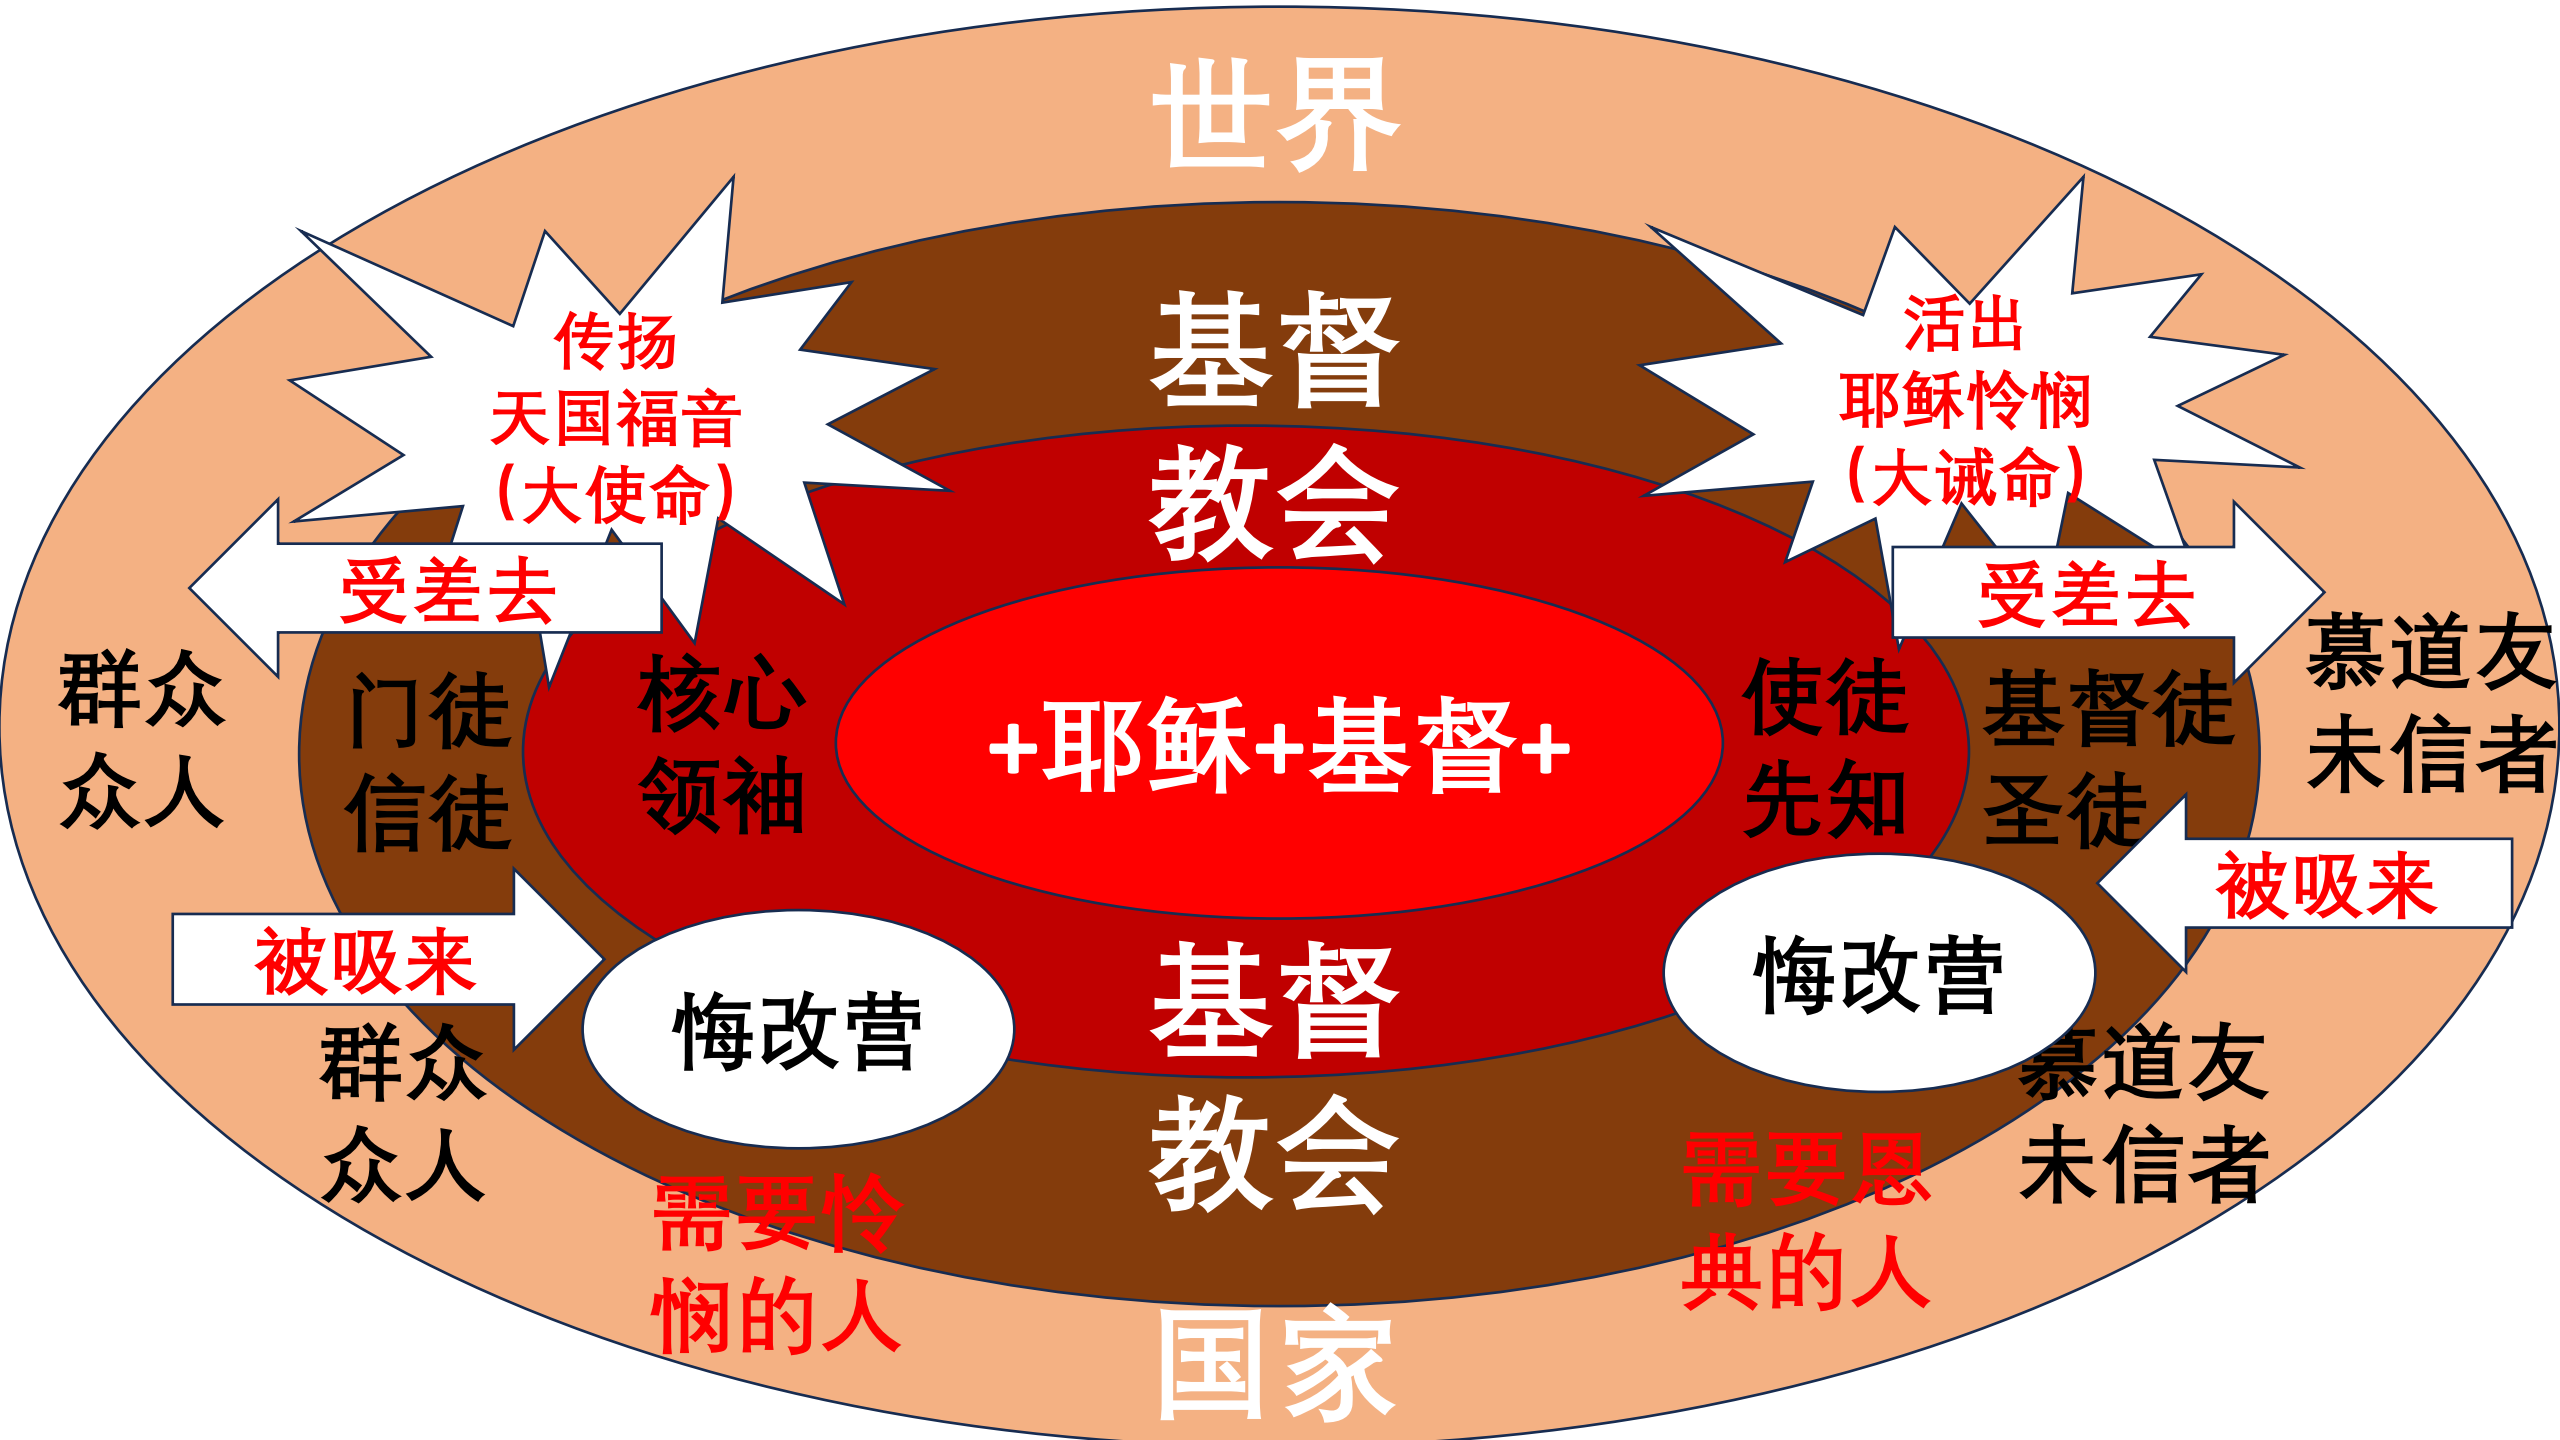 世界
传扬
天国福音
(大使命)
活出
耶稣怜悯
(大诫命)
基督
教会
受差去
受差去
群众
众人
门徒
信徒
核心
领袖
+耶稣+基督+
使徒
先知
基督徒
圣徒
慕道友
未信者
被吸来
被吸来
悔改营
悔改营
基督
教会
群众
众人
慕道友
未信者
需要怜
悯的人
需要恩
典的人
国家